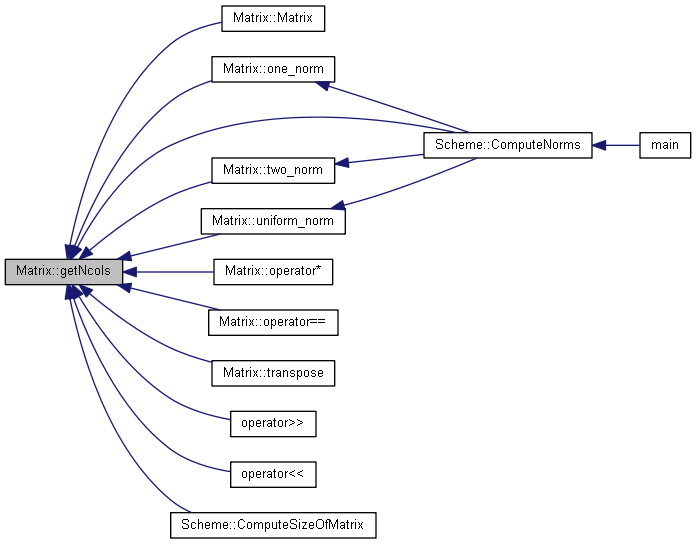 Matrix::Matrix
Matrix::one_norm
Scheme::ComputeNorms
main
Matrix::two_norm
Matrix::uniform_norm
Matrix::getNcols
Matrix::operator*
Matrix::operator==
Matrix::transpose
operator>>
operator<<
Scheme::ComputeSizeOfMatrix